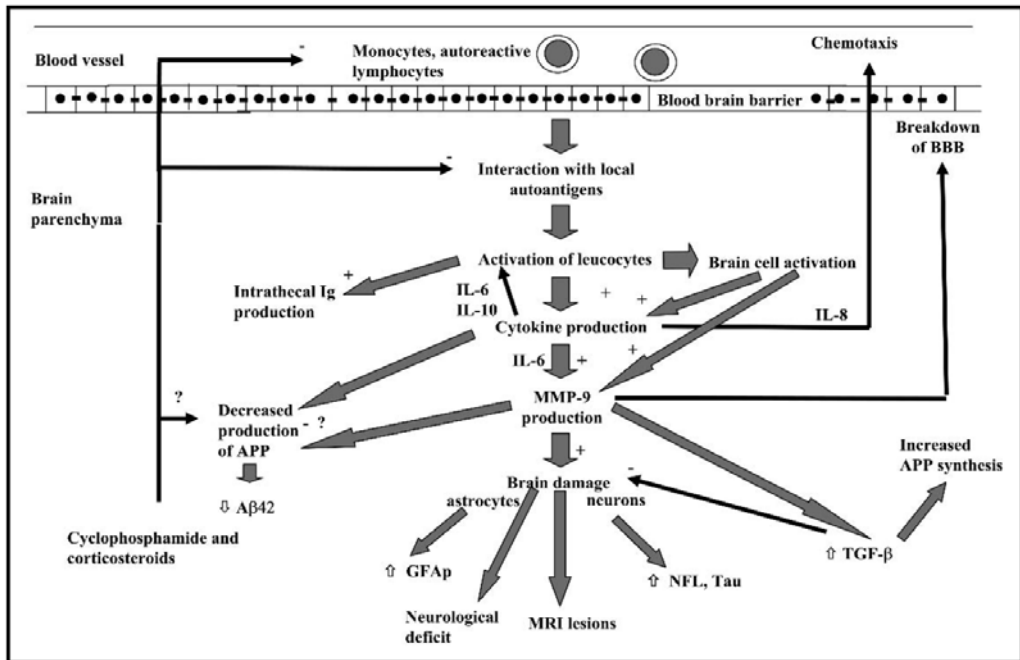 Blood vessel
-
Monocytes, autoreactive
lymphocytes
Chemotaxis
Blood brain barrier
Breakdown
of BBB
-
Interaction with local
autoantigens
Brain
parenchyma
Activation of leucocytes
Brain cell activation
+
Intrathecal Ig
production
IL-6
IL-10
+
+
IL-8
Cytokine production
IL-6
+
+
MMP-9
production
?
Decreased
production
of APP
- ?
+
Increased
APP synthesis
Brain damage
-
astrocytes
neurons
⇩ Aβ42
Cyclophosphamide and
corticosteroids
⇧ GFAp
⇧ NFL, Tau
⇧ TGF-β
Neurological
deficit
MRI lesions